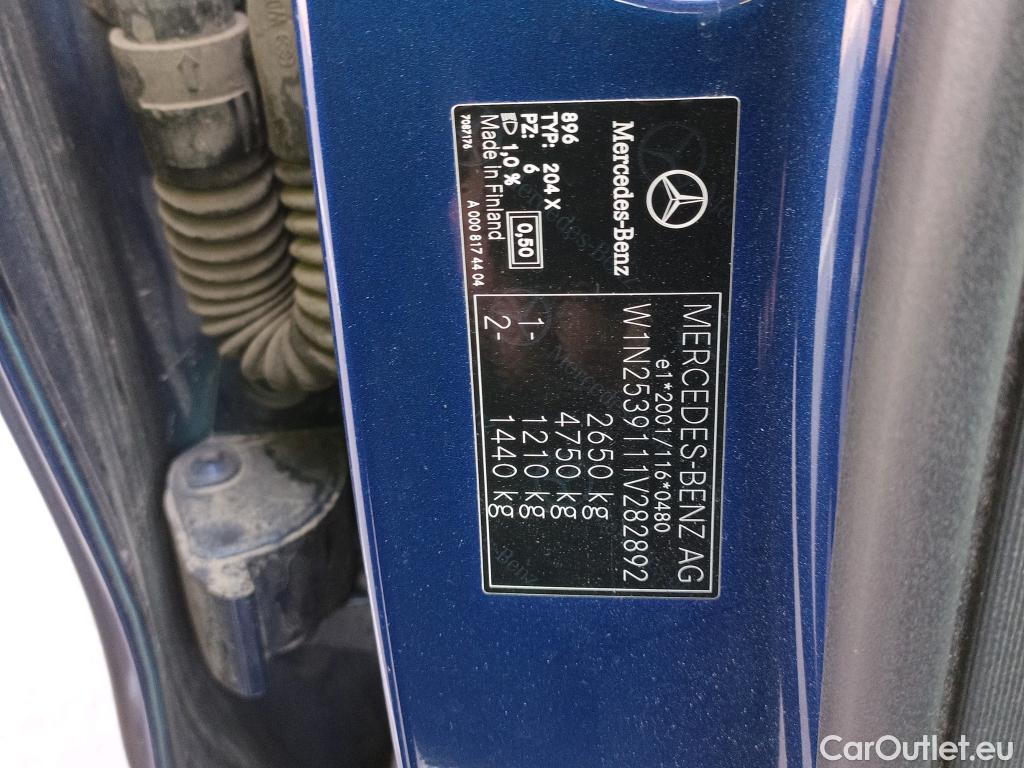 Mercedes-Benz
896
TYP: 204 X
PZ: 6
1,0 %
0,50
Made in Finland
7087176
A 000 817 44 04
MERCEDES-BENZ AG
e1*2001/116*0480
W1N2539111V282892
2650 kg
4750 kg
1- 1210 kg
2- 1440 kg
CarOutlet.eu